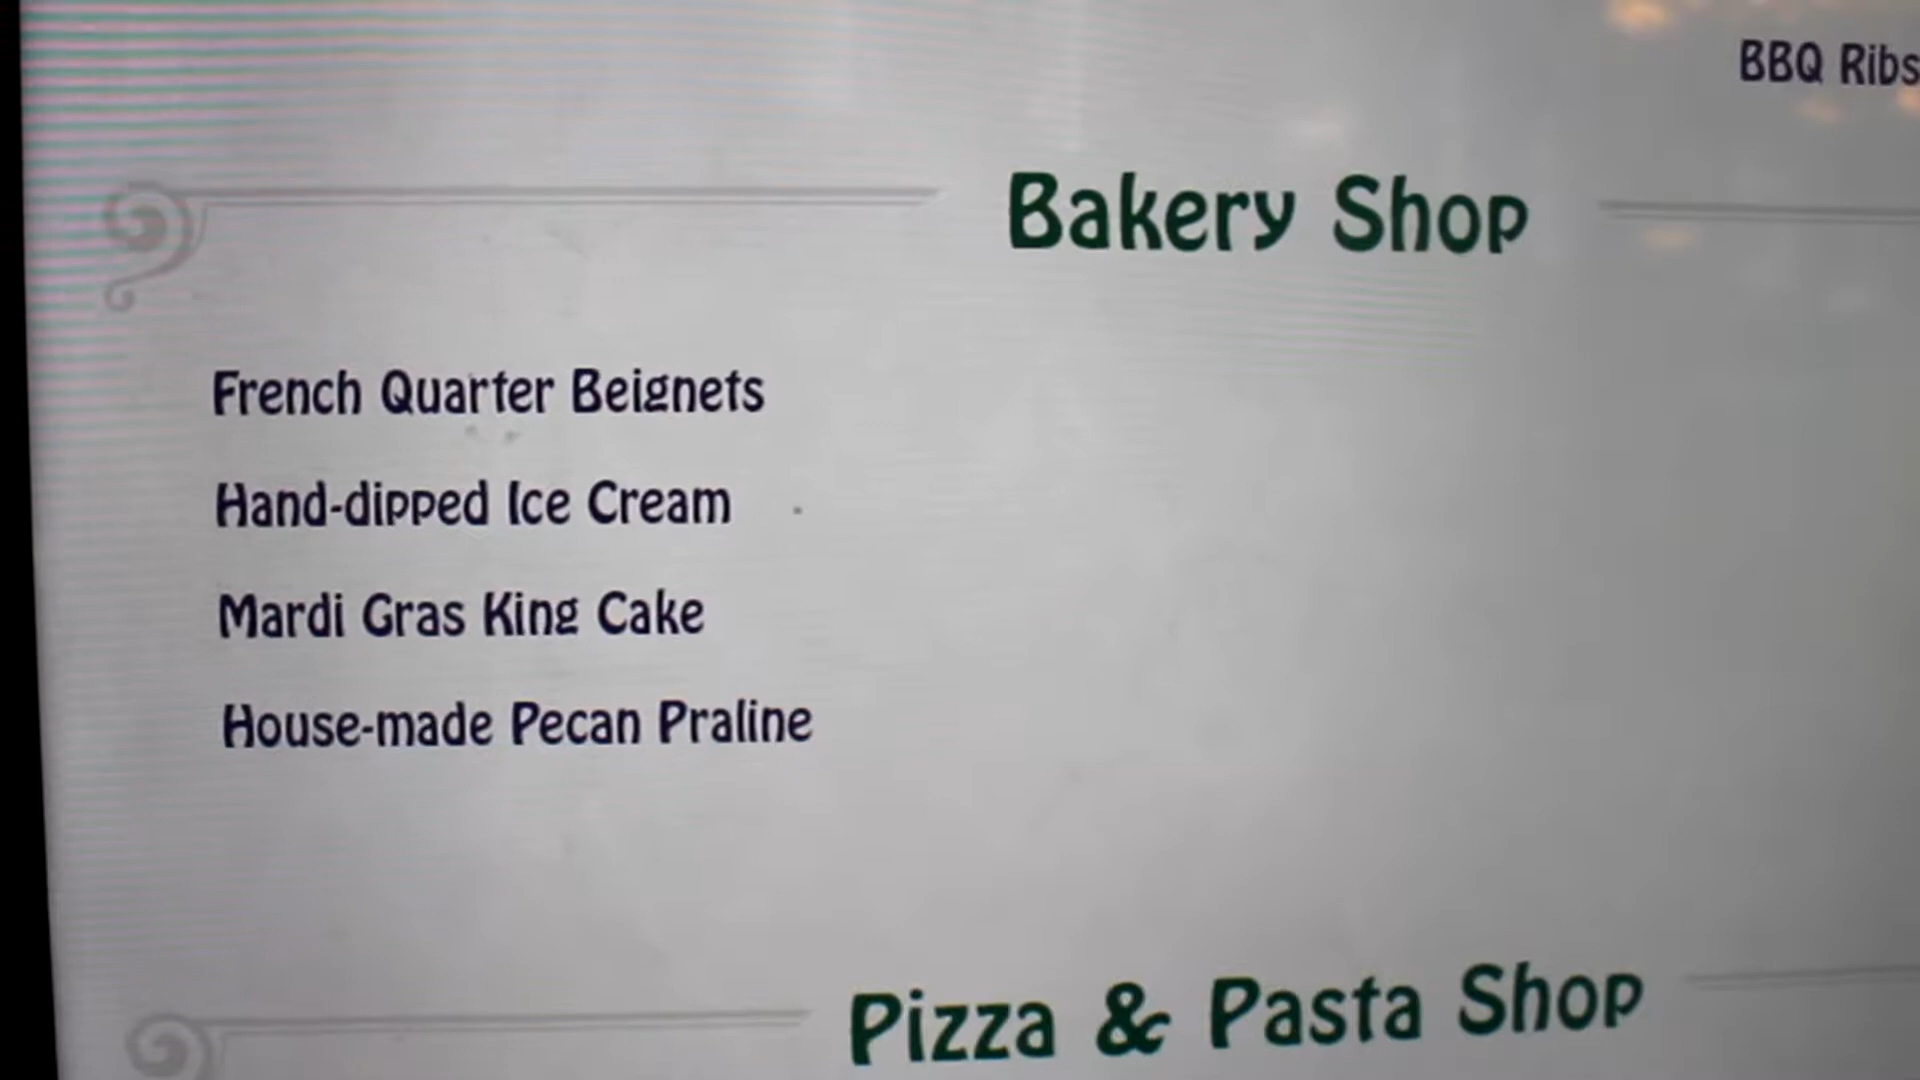 BBQ Ribs
Bakery Shop
French Quarter Beignets
Hand-dipped Ice Cream
Mardi Gras King Cake
House-made Pecan Praline
Pizza & Pasta Shop